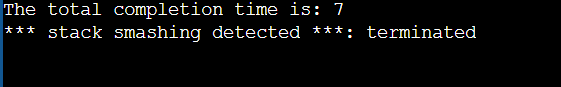 The total completion time is: 7
*** stack smashing detected ***: terminated